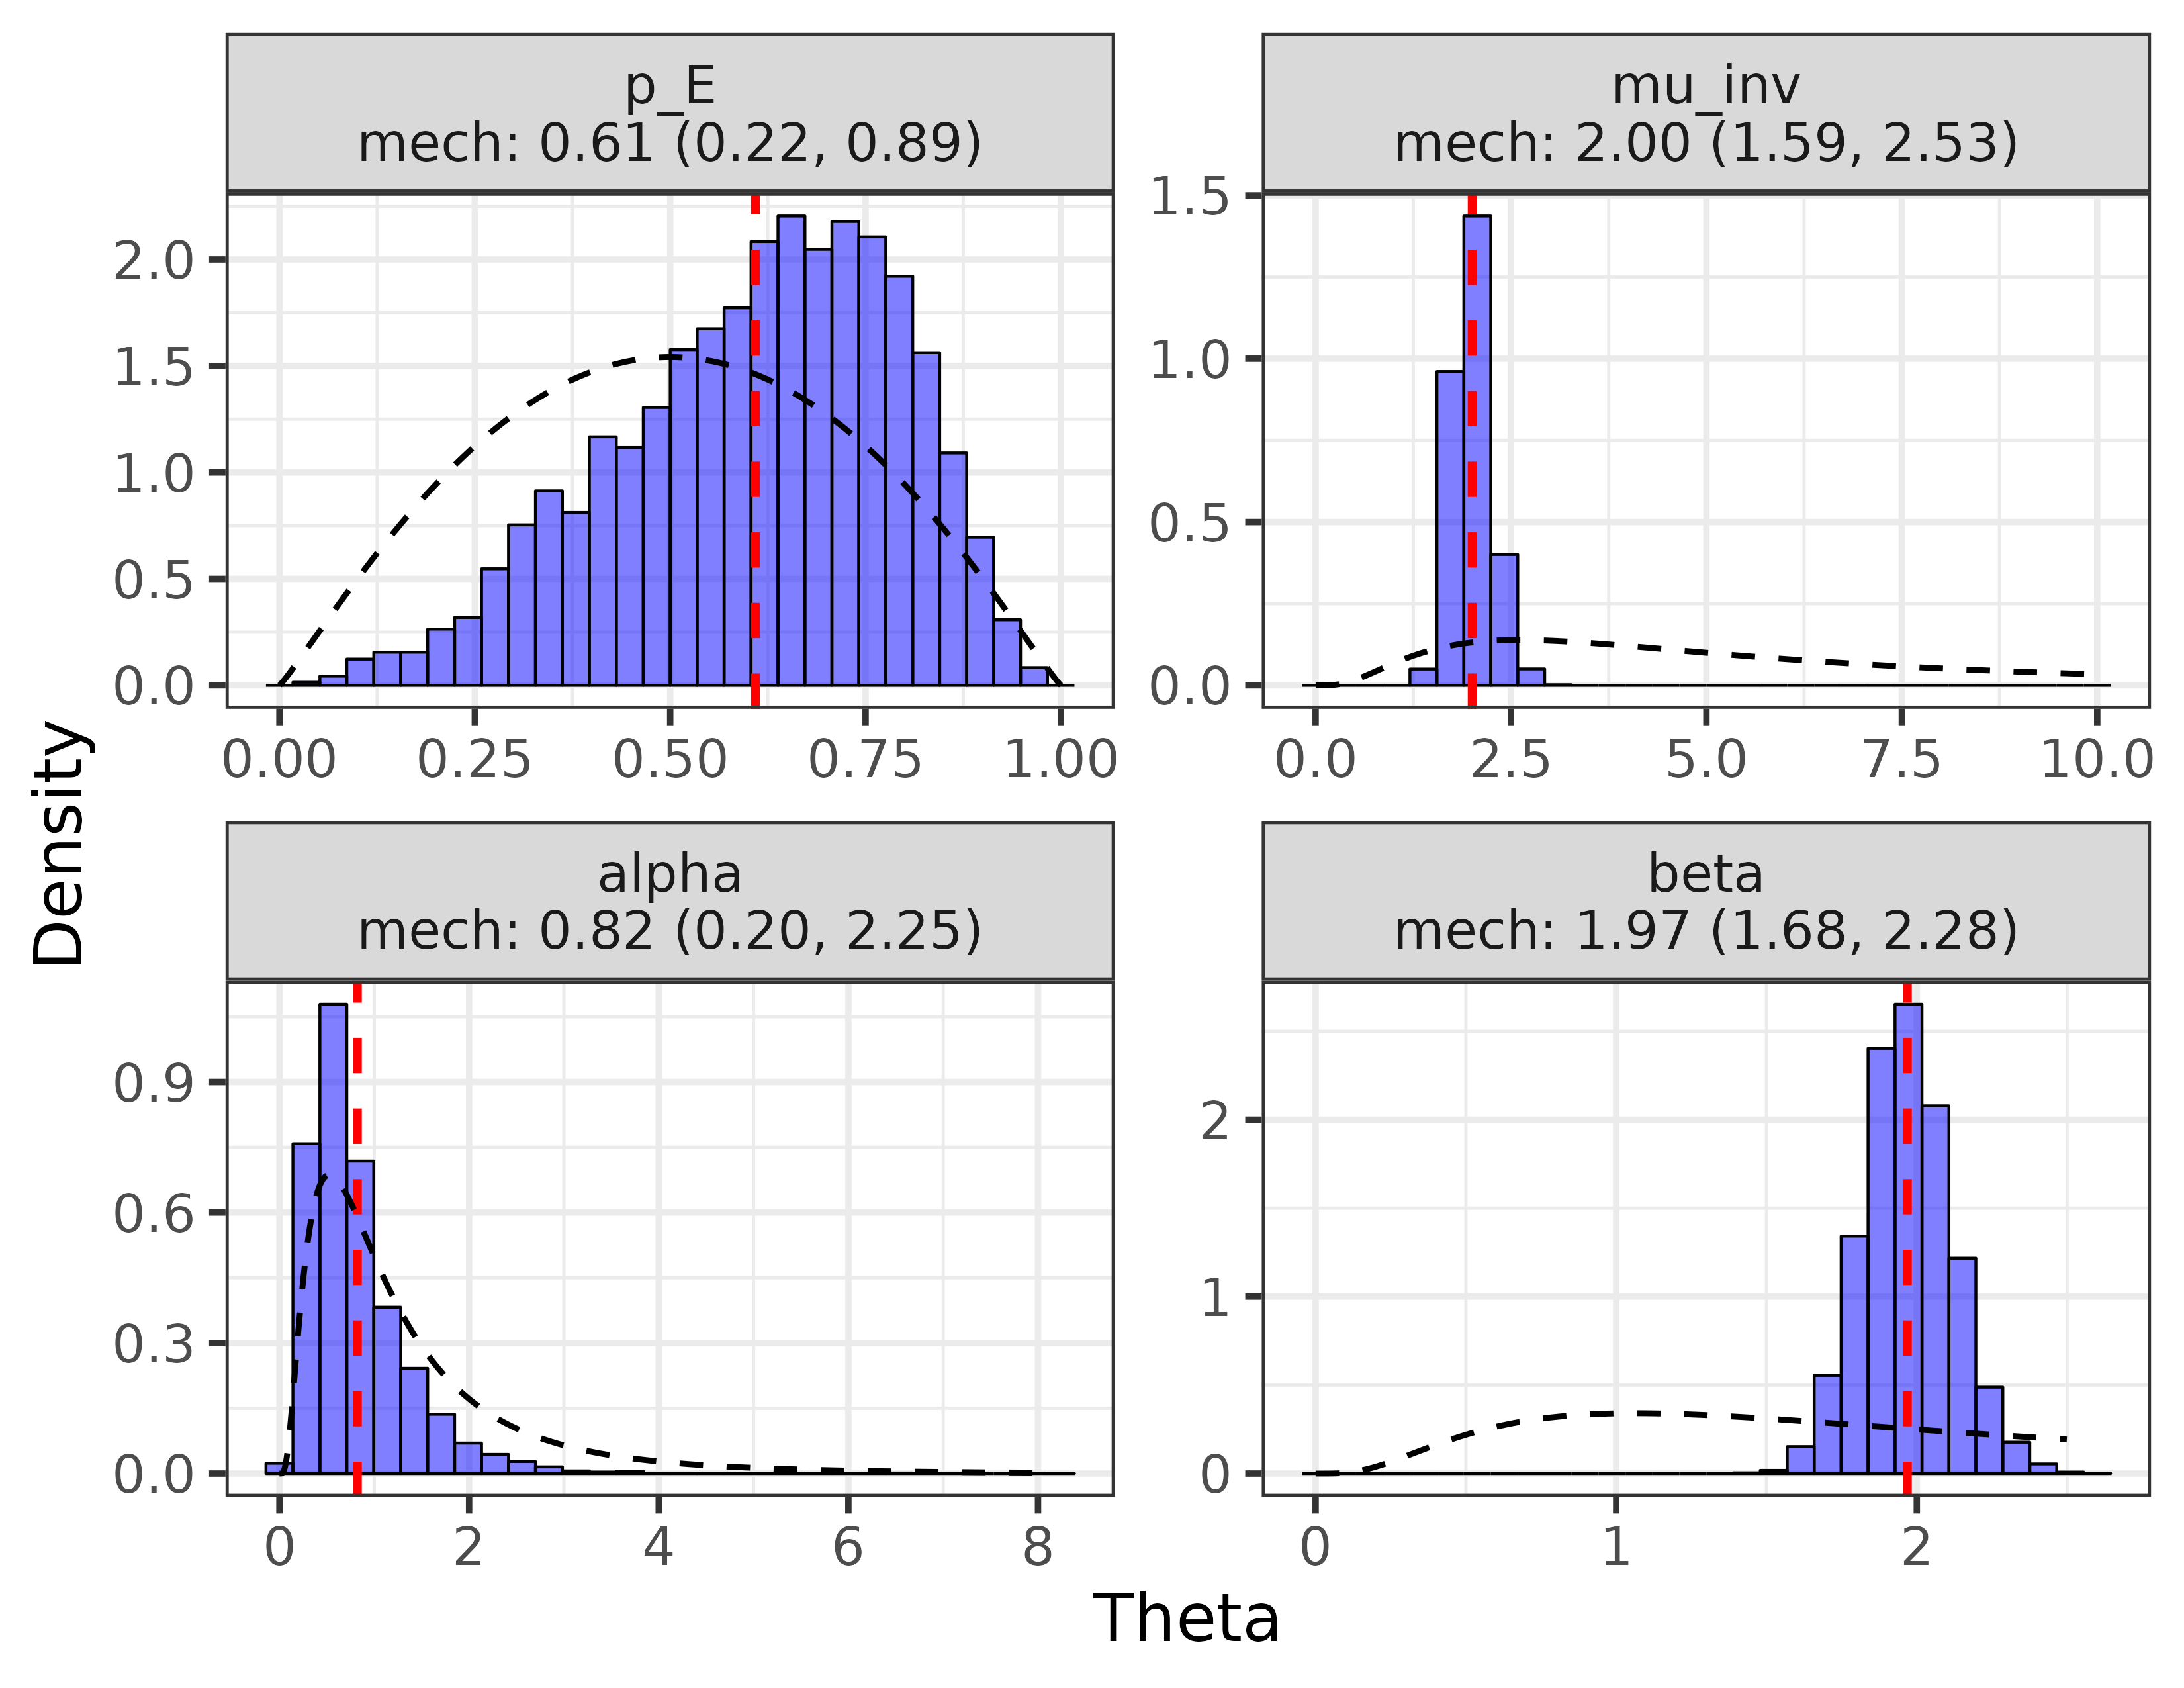 p_E
mech: 0.61 (0.22, 0.89)
mu_inv
mech: 2.00 (1.59, 2.53)
2.0
1.5
1.0
0.5
0.0
1.5
1.0
0.5
0.0
0.00 0.25 0.50 0.75 1.00
0.0 2.5 5.0 7.5 10.0
Density
alpha
mech: 0.82 (0.20, 2.25)
beta
mech: 1.97 (1.68, 2.28)
0.9
0.6
0.3
0.0
2
1
0
0 2 4 6 8
0 1 2
Theta